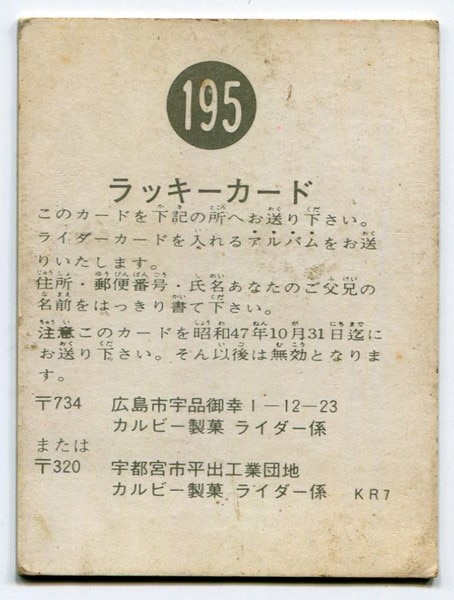 195
ラッキーカード
このカードを下記の所へお送り下さい。
ライダーカードを入れるアルバムをお送
りいたします。
住所・郵便番号・氏名あなたのご父兄の
名前をはっきり書て下さい。
注意このカードを昭和47年10月31日迄に
お送り下さい。そん以後は無効となりま
す。
〒734 広島市宇品御幸1-12-23
カルビー製菓 ライダー係
または
〒320 宇都宮市平出工業団地
カルビー製菓 ライダー係 KR7